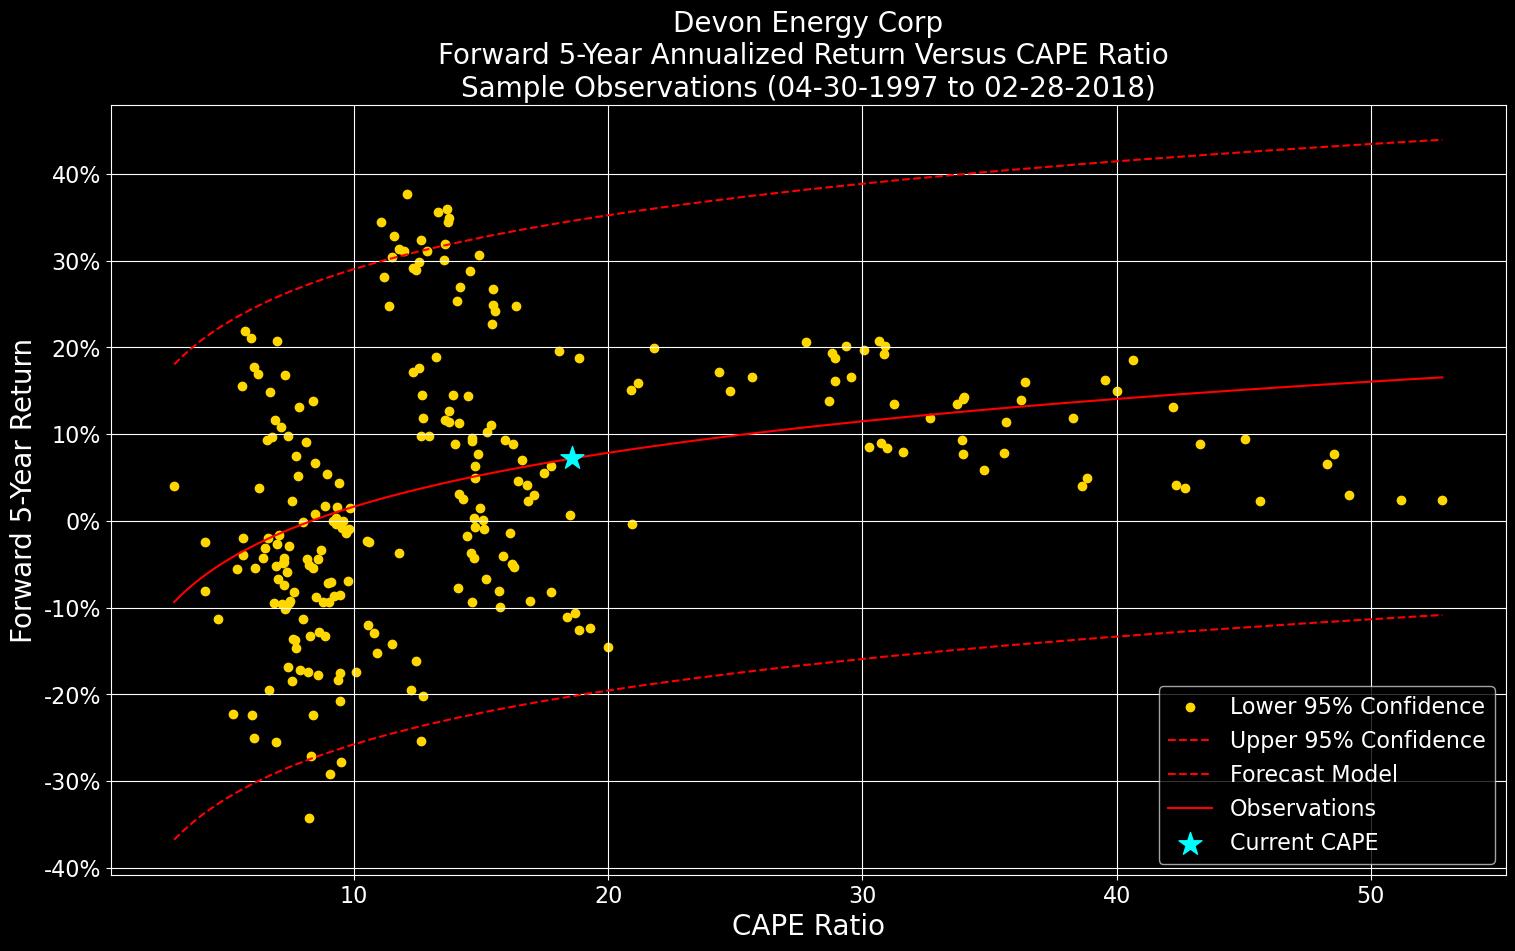 Devon Energy Corp
Forward 5-Year Annualized Return Versus CAPE Ratio
Sample Observations (04-30-1997 to 02-28-2018)
Forward 5-Year Return
40%
30%
20%
10%
0%
-10%
-20%
-30%
-40%
Lower 95% Confidence
Upper 95% Confidence
Forecast Model
Observations
Current CAPE
10 20 30 40 50
CAPE Ratio